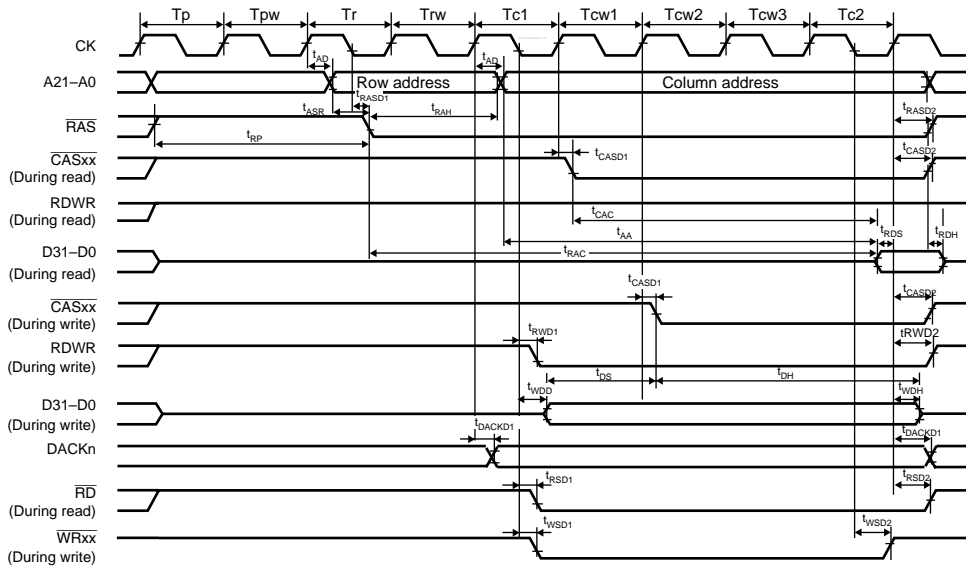 Tp Tpw Tr Trw Tc1 Tcw1 Tcw2 Tcw3 Tc2
CK
tAD tAD
A21–A0 Row address Column address
tRASD1
tASR tRAH tRASD2
RAS
tRP
CASxx tCASD1 tCASD2
(During read)
RDWR
(During read) tCAC
tAA tRDS tRDH
D31–D0 tRAC
(During read)
tCASD1 tCASD2
CASxx
(During write)
tRWD1 tRWD2
RDWR
(During write)
tDS tDH
tWDD tWDH
D31–D0
(During write)
tDACKD1 tDACKD1
DACKn
tRSD1 tRSD2
RD
(During read)
tWSD1 tWSD2
WRxx
(During write)